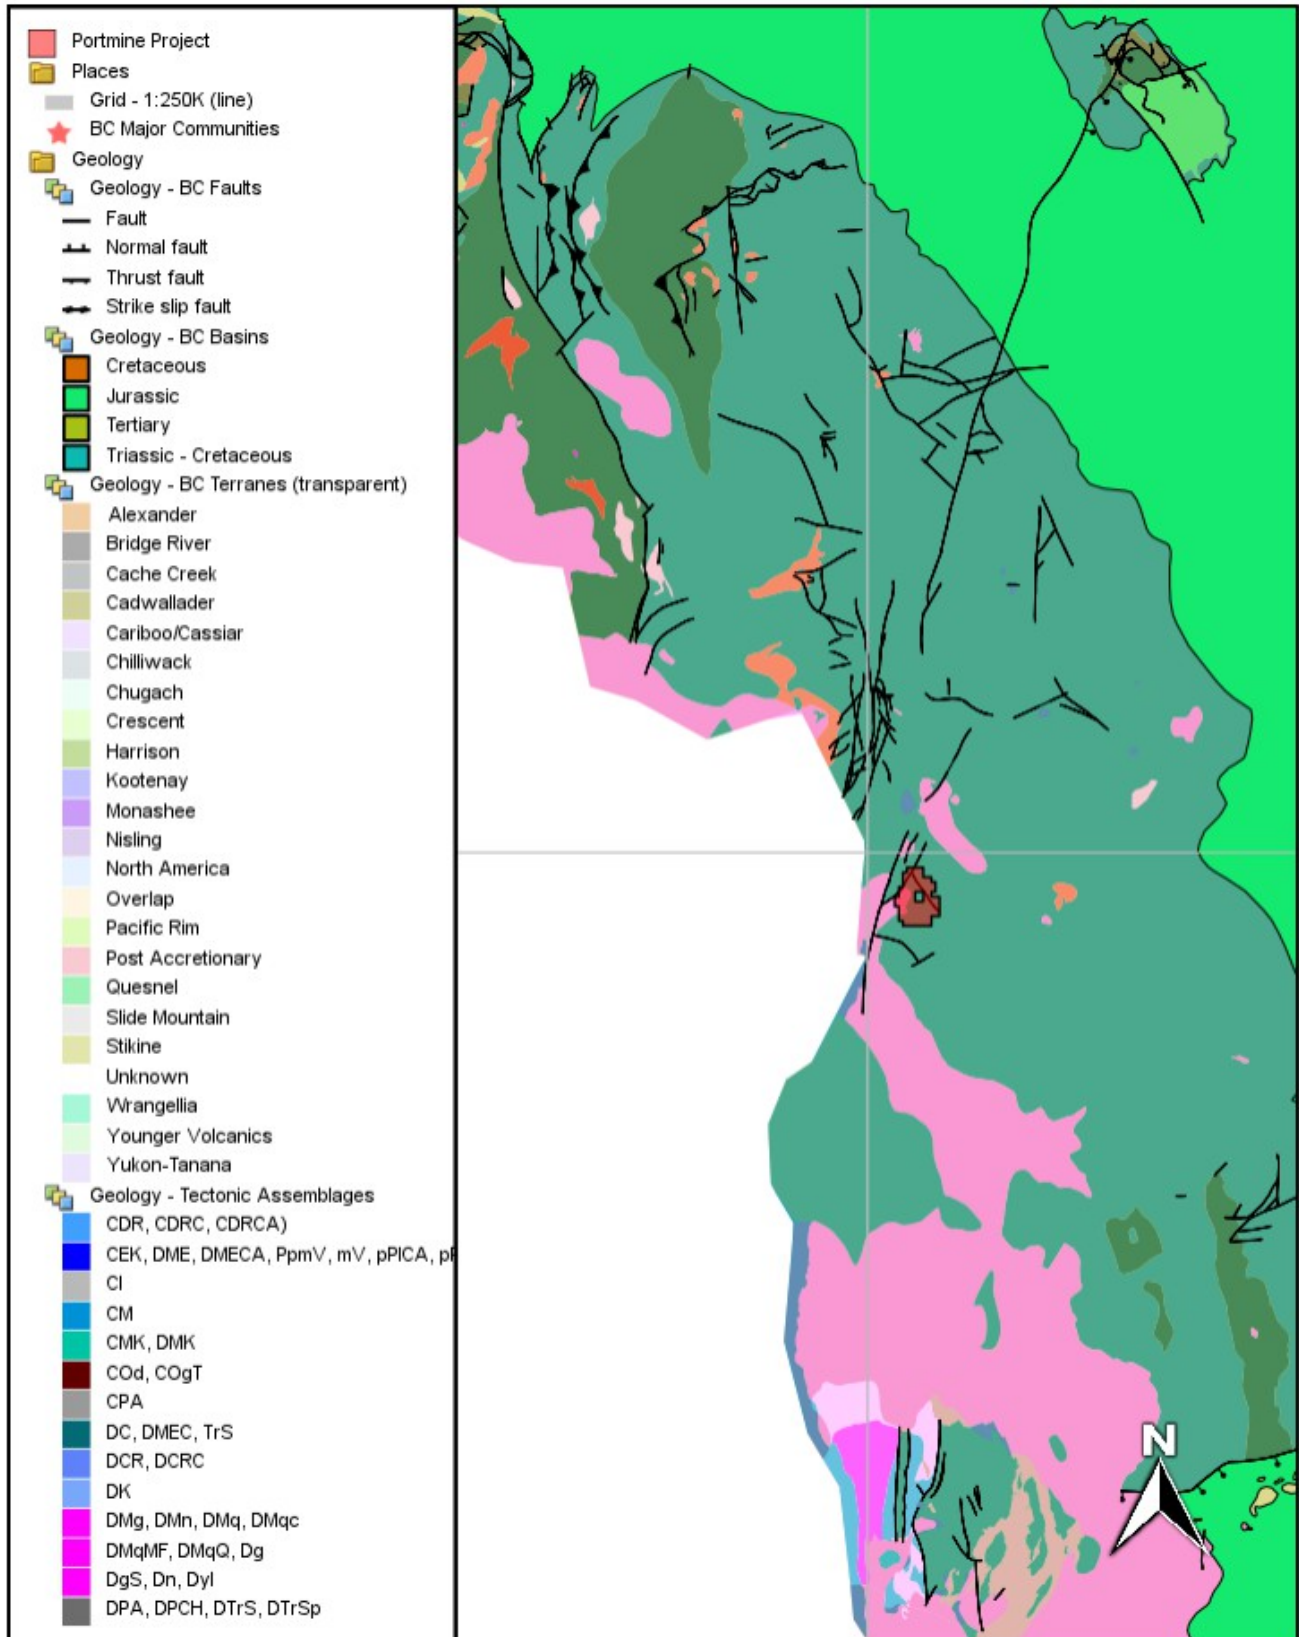 Portmine Project
Places
Grid - 1:250K (line)
BC Major Communities
Geology
Geology - BC Faults
Fault
Normal fault
Thrust fault
Strike slip fault
Geology - BC Basins
Cretaceous
Jurassic
Tertiary
Triassic - Cretaceous
Geology - BC Terranes (transparent)
Alexander
Bridge River
Cache Creek
Cadwallader
Cariboo/Cassiar
Chilliwack
Chugach
Crescent
Harrison
Kootenay
Monashee
Nisling
North America
Overlap
Pacific Rim
Post Accretionary
Quesnel
Slide Mountain
Stikine
Unknown
Wrangellia
Younger Volcanics
Yukon-Tanana
Geology - Tectonic Assemblages
CDR, CDRC, CDRCA)
CEK, DME, DMECA, PpmV, mV, pPICA,
CI
CM
CMK, DMK
COd, COgT
CPA
DC, DMEC, TrS
DCR, DCRC
DK
DMg, DMn, DMq, DMqc
DMqMF, DMqQ, Dg
DgS, Dn, Dyl
DPA, DPCH, DTrS, DTrSp
N